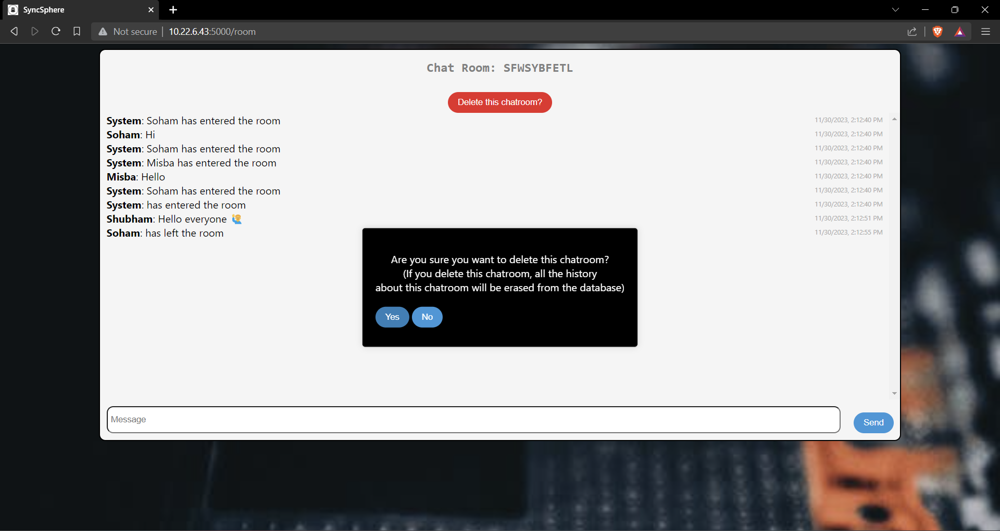 SyncSphere
Not secure 10.22.6.43:5000/room
Chat Room: SFWSYBFETL
Delete this chatroom?
System: Soham has entered the room 11/30/2023, 2:12:40 PM
Soham: Hi 11/30/2023, 2:12:40 PM
System: Soham has entered the room 11/30/2023, 2:12:40 PM
System: Misba has entered the room 11/30/2023, 2:12:40 PM
Misba: Hello 11/30/2023, 2:12:40 PM
System: Soham has entered the room 11/30/2023, 2:12:40 PM
System: has entered the room 11/30/2023, 2:12:40 PM
Shubham: Hello everyone 🙋‍♂️ 11/30/2023, 2:12:51 PM
Soham: has left the room 11/30/2023, 2:12:55 PM
Are you sure you want to delete this chatroom?
(If you delete this chatroom, all the history
about this chatroom will be erased from the database)
Yes No
Message
Send